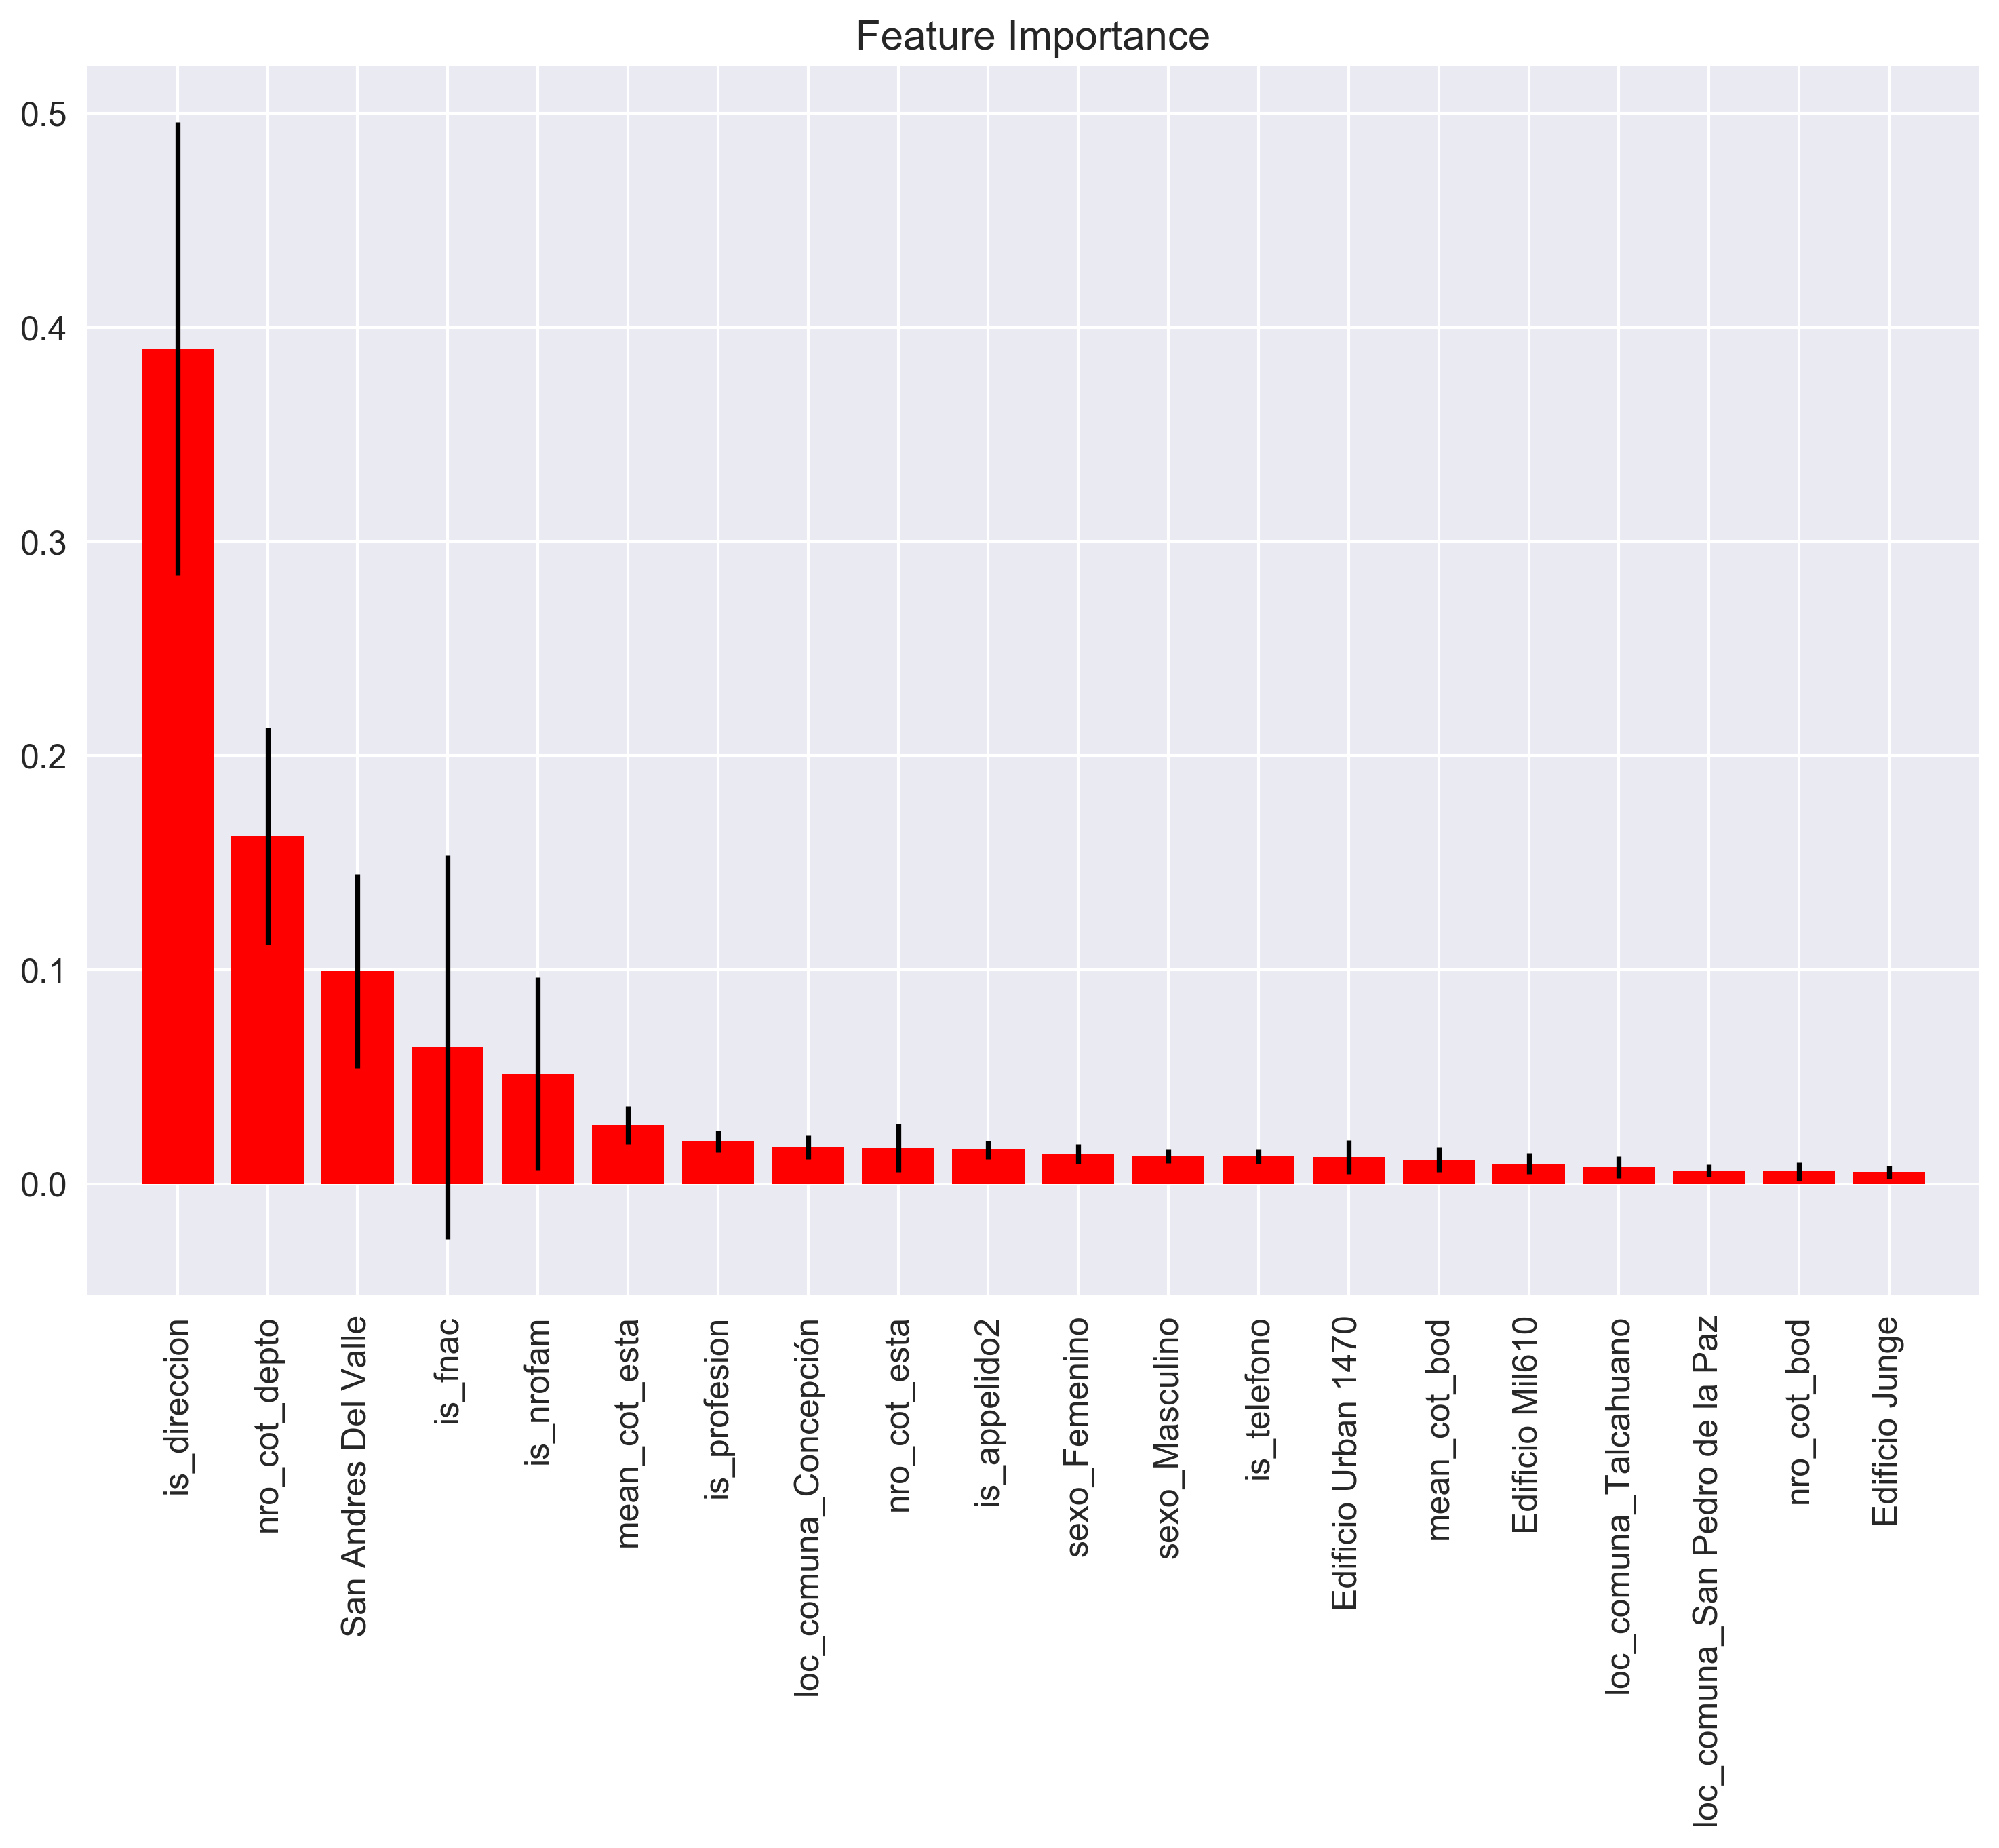 Feature Importance
0.5
0.4
0.3
0.2
0.1
0.0
is_direccion
nro_cot_depto
San Andres Del Valle
is_fnac
is_nrofam
mean_cot_esta
is_profesion
loc_comuna_Concepción
nro_cot_esta
is_appelido2
sexo_Femenino
sexo_Masculino
is_telefono
Edificio Urban 1470
mean_cot_bod
Edificio Mil610
loc_comuna_Talcahuano
loc_comuna_San Pedro de la Paz
nro_cot_bod
Edificio Junge